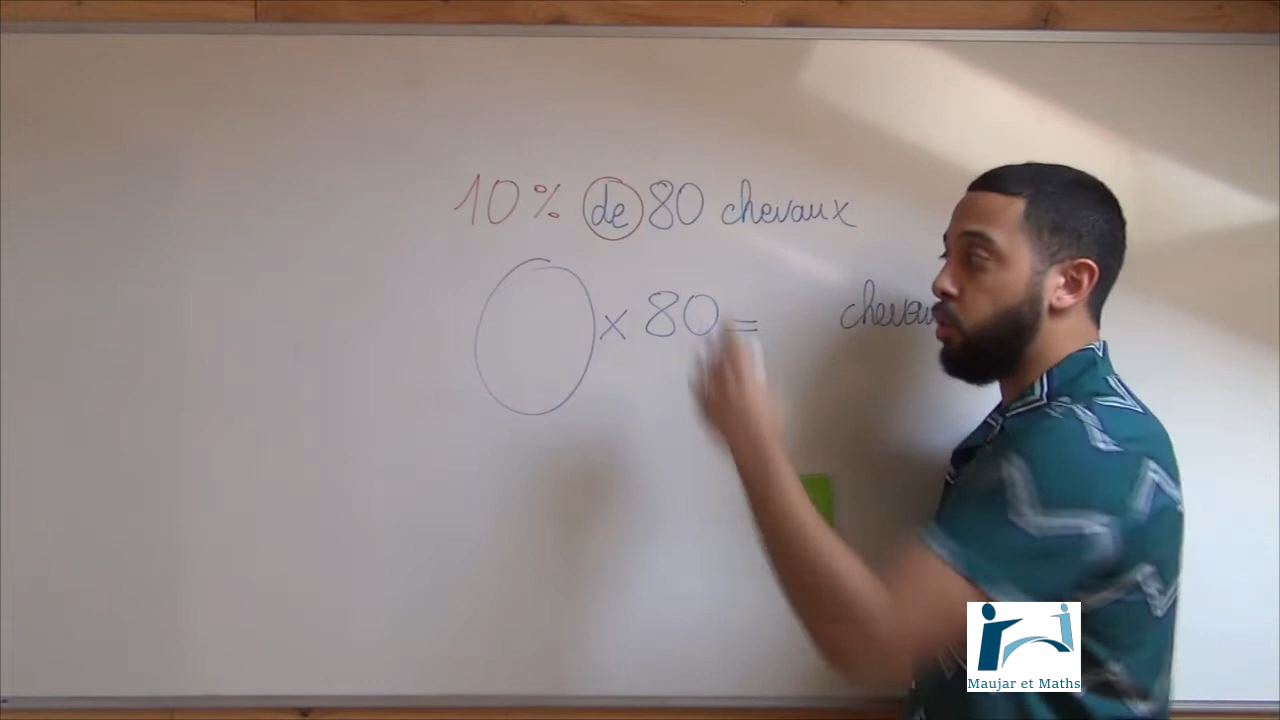 10% de 80 chevaux
× 80 = chevau
Maujar et Maths